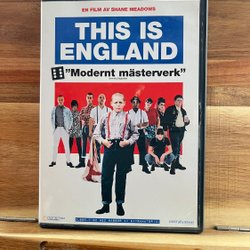 EN FILM AV SHANE MEADOWS
THIS IS
ENGLAND
"Modernt mästerverk"